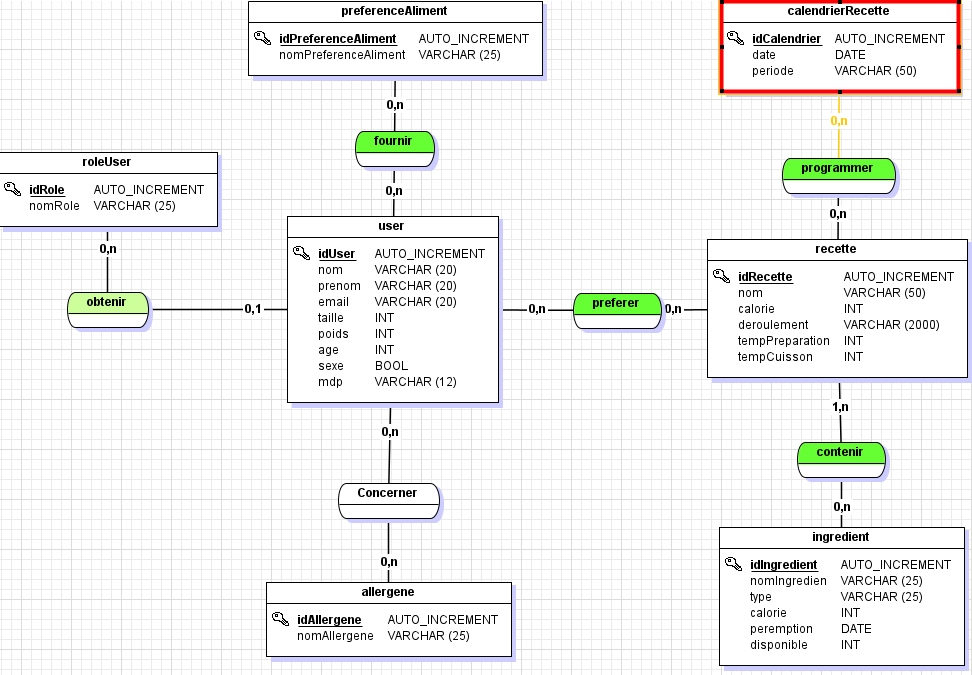 preferenceAliment
idPreferenceAliment AUTO_INCREMENT
nomPreferenceAliment VARCHAR (25)
calendrierRecette
idCalendrier AUTO_INCREMENT
date DATE
periode VARCHAR (50)
0,n
0,n
fournir
programmer
roleUser
idRole AUTO_INCREMENT
nomRole VARCHAR (25)
0,n
0,n
user
idUser AUTO_INCREMENT
nom VARCHAR (20)
prenom VARCHAR (20)
email VARCHAR (20)
taille INT
poids INT
age INT
sexe BOOL
mdp VARCHAR (12)
recette
idRecette AUTO_INCREMENT
nom VARCHAR (50)
calorie INT
deroulement VARCHAR (2000)
tempPreparation INT
tempCuisson INT
0,n
obtenir
0,1
0,n
preferer
0,n
0,n
1,n
Concerner
contenir
0,n
0,n
allergene
idAllergene AUTO_INCREMENT
nomAllergene VARCHAR (25)
ingredient
idIngredient AUTO_INCREMENT
nomIngredien VARCHAR (25)
type VARCHAR (25)
calorie INT
peremption DATE
disponible INT